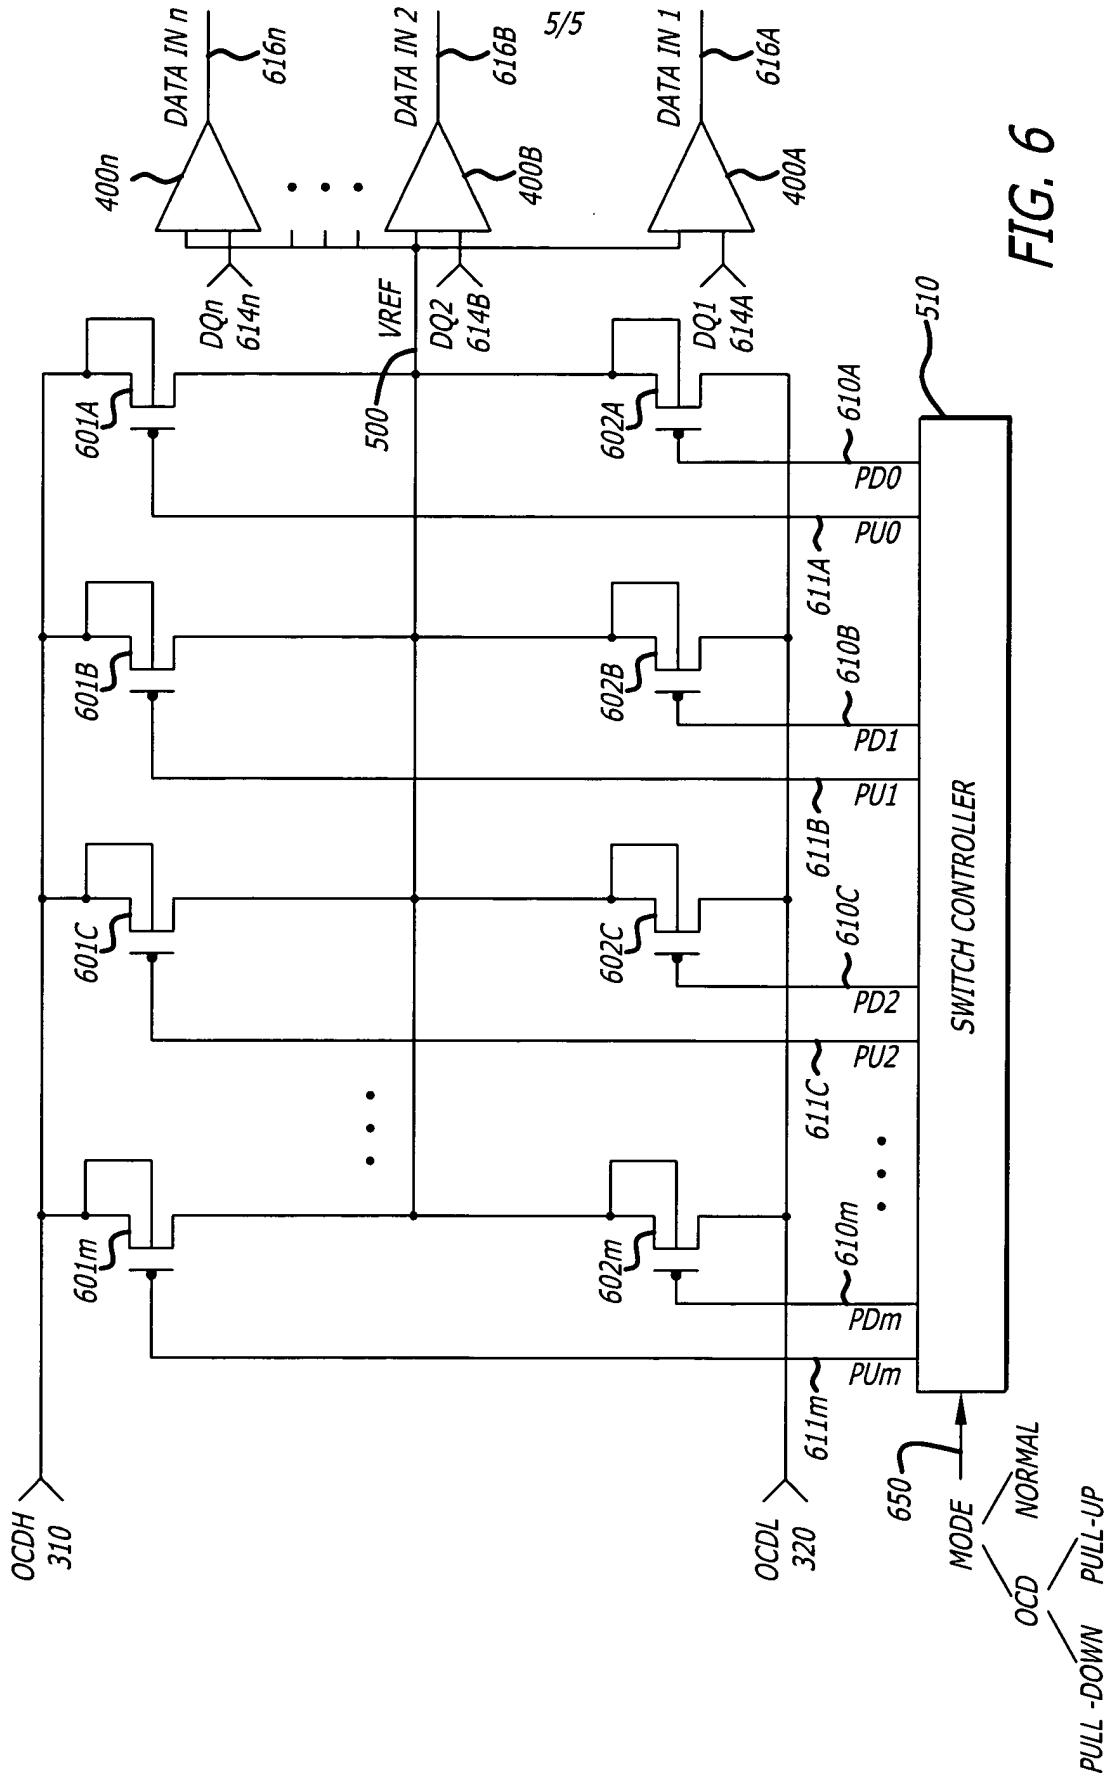 5/5
OCDH
310
601m
601C
601B
601A
400n
DATA IN n
616n
DQn
614n
500
VREF
DQ2
614B
400B
DATA IN 2
616B
602m
602C
602B
602A
DQ1
614A
400A
DATA IN 1
616A
OCDL
320
611m
PUm
610m
PDm
611C
PU2
610C
PD2
611B
PU1
610B
PD1
611A
PU0
610A
PD0
510
650
MODE
SWITCH CONTROLLER
OCD
NORMAL
PULL -DOWN
PULL-UP
FIG. 6